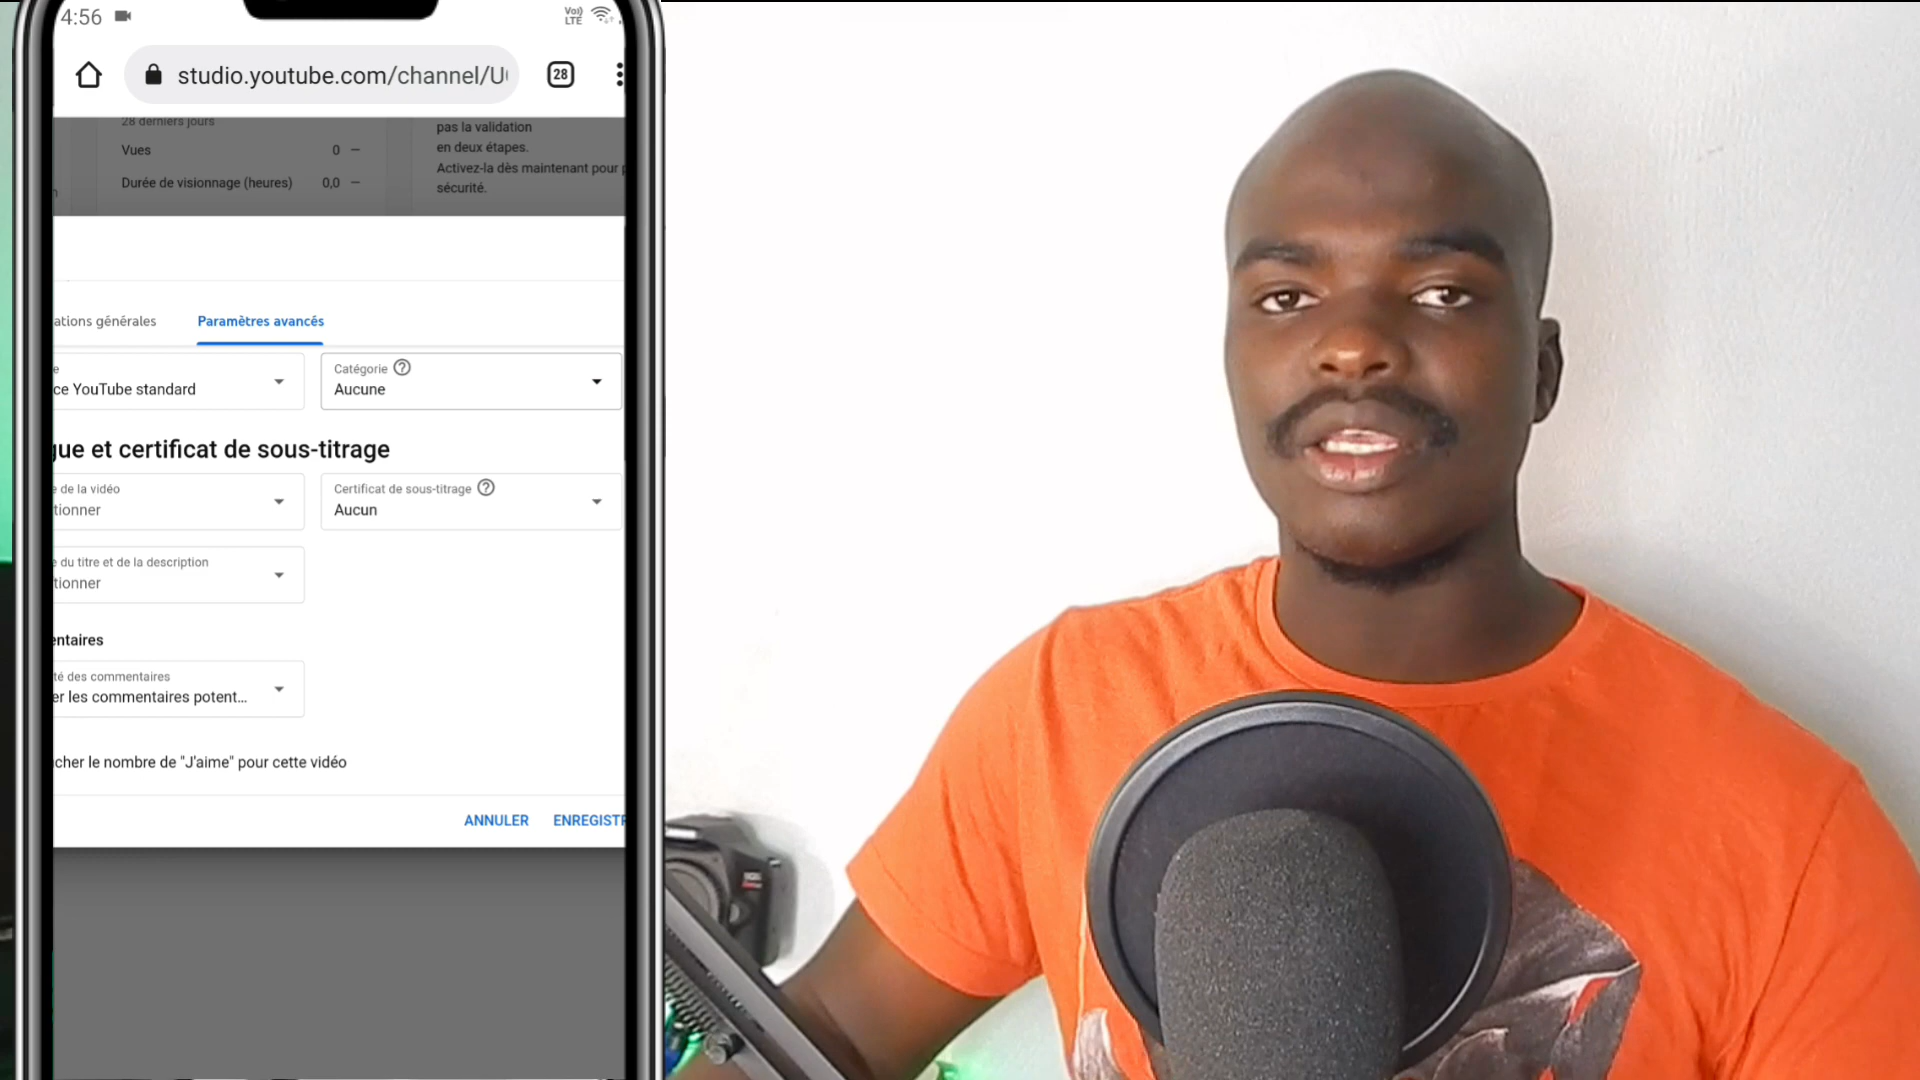 4:56
Vo))
LTE
studio.youtube.com/channel/U
28
28 derniers jours
Vues 0 —
Durée de visionnage (heures) 0,0 —
pas la validation
en deux étapes.
Activez-la dès maintenant pour p
sécurité.
ations générales
Paramètres avancés
e
ce YouTube standard
Catégorie ?
Aucune
gue et certificat de sous-titrage
e de la vidéo
tionner
Certificat de sous-titrage ?
Aucun
e du titre et de la description
tionner
entaires
té des commentaires
er les commentaires potent...
cher le nombre de "J'aime" pour cette vidéo
ANNULER
ENREGISTR